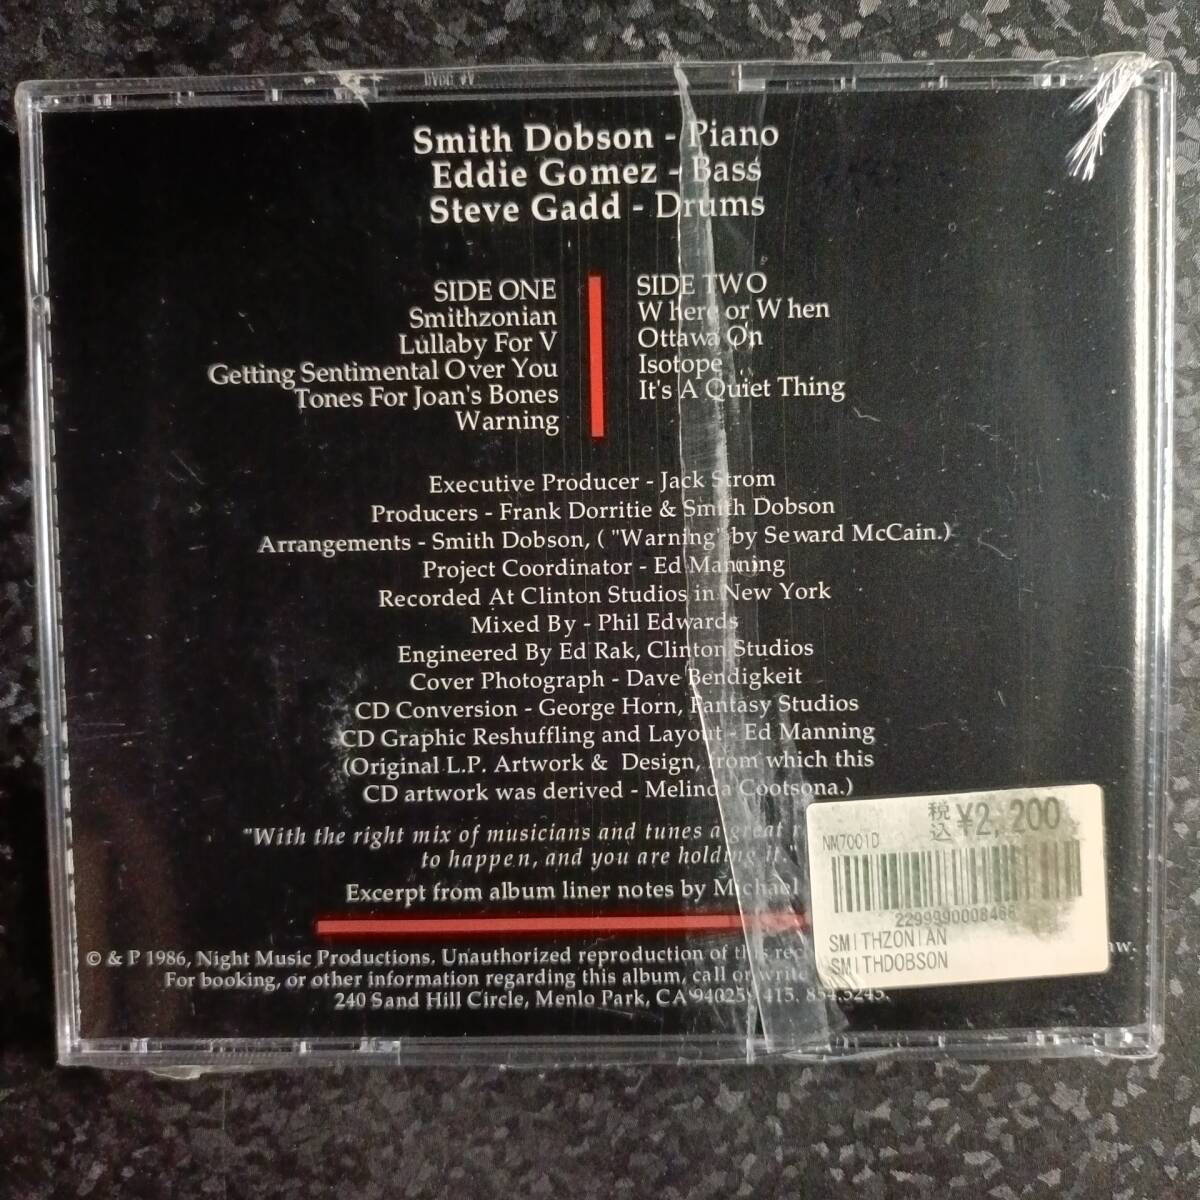 Smith Dobson - Piano
Eddie Gomez - Bass
Steve Gadd - Drums
SIDE ONE
Smithzonian
Lullaby For V
Getting Sentimental Over You
Tones For Joan's Bones
Warning
SIDE TWO
Where or When
Ottawa On
Isotope
It's A Quiet Thing
Executive Producer - Jack Strom
Producers - Frank Dorritie & Smith Dobson
Arrangements - Smith Dobson, ( "Warning" by Seward McCain.)
Project Coordinator - Ed Manning
Recorded At Clinton Studios in New York
Mixed By - Phil Edwards
Engineered By Ed Rak, Clinton Studios
Cover Photograph - Dave Bendigkeit
CD Conversion - George Horn, Fantasy Studios
CD Graphic Reshuffling and Layout - Ed Manning
(Original L.P. Artwork & Design, from which this
CD artwork was derived - Melinda Cootsona.)
"With the right mix of musicians and tunes a great
to happen, and you are holding it."
Excerpt from album liner notes by Michael
© & P 1986, Night Music Productions. Unauthorized reproduction of this
For booking, or other information regarding this album, call or write
240 Sand Hill Circle, Menlo Park, CA 94025, 415. 854.5245.
税込 ¥2,200
NM7001D
2299990008466
SMITHZONIAN
SMITHDOBSON